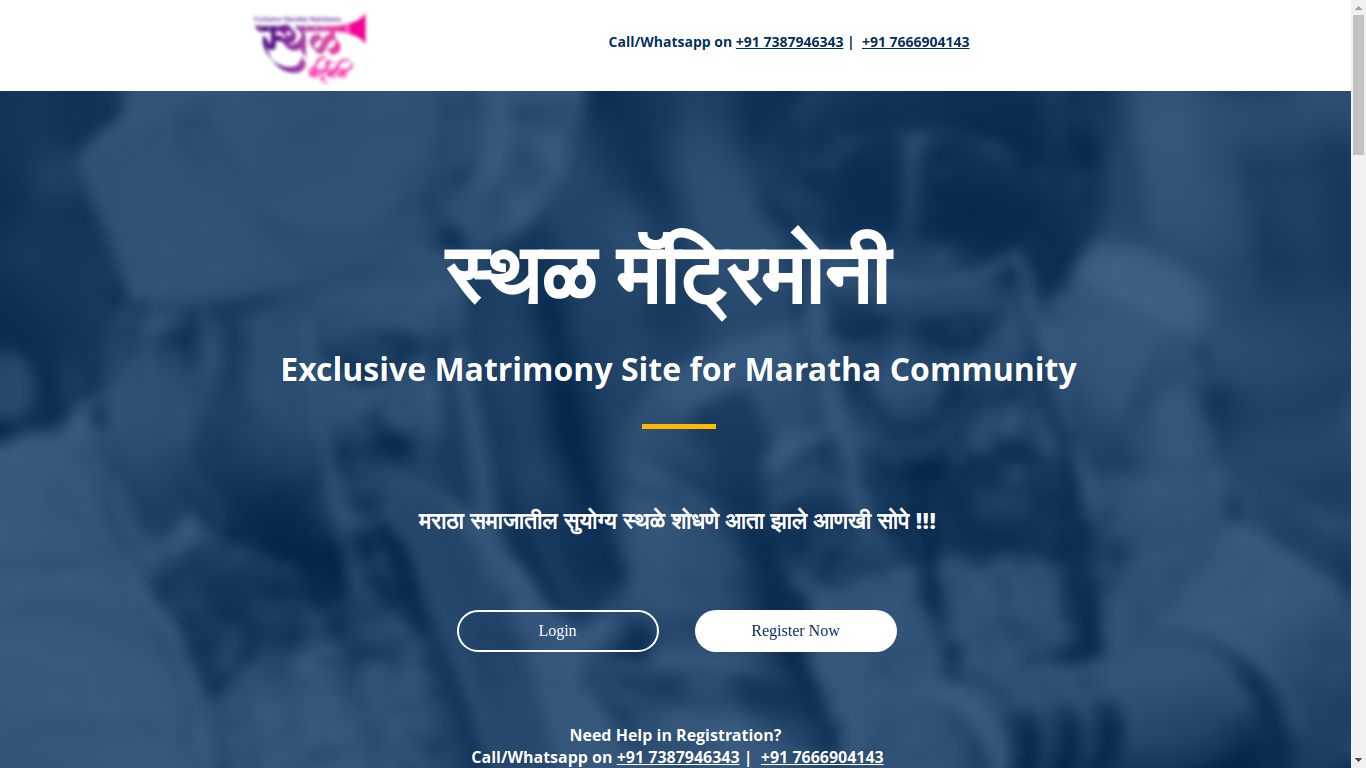 Exclusive Maratha Matrimony
स्थळ
Call/Whatsapp on +91 7387946343 | +91 7666904143
स्थळ मॅट्रिमोनी
Exclusive Matrimony Site for Maratha Community
मराठा समाजातील सुयोग्य स्थळे शोधणे आता झाले आणखी सोपे !!!
Login
Register Now
Need Help in Registration?
Call/Whatsapp on +91 7387946343 | +91 7666904143